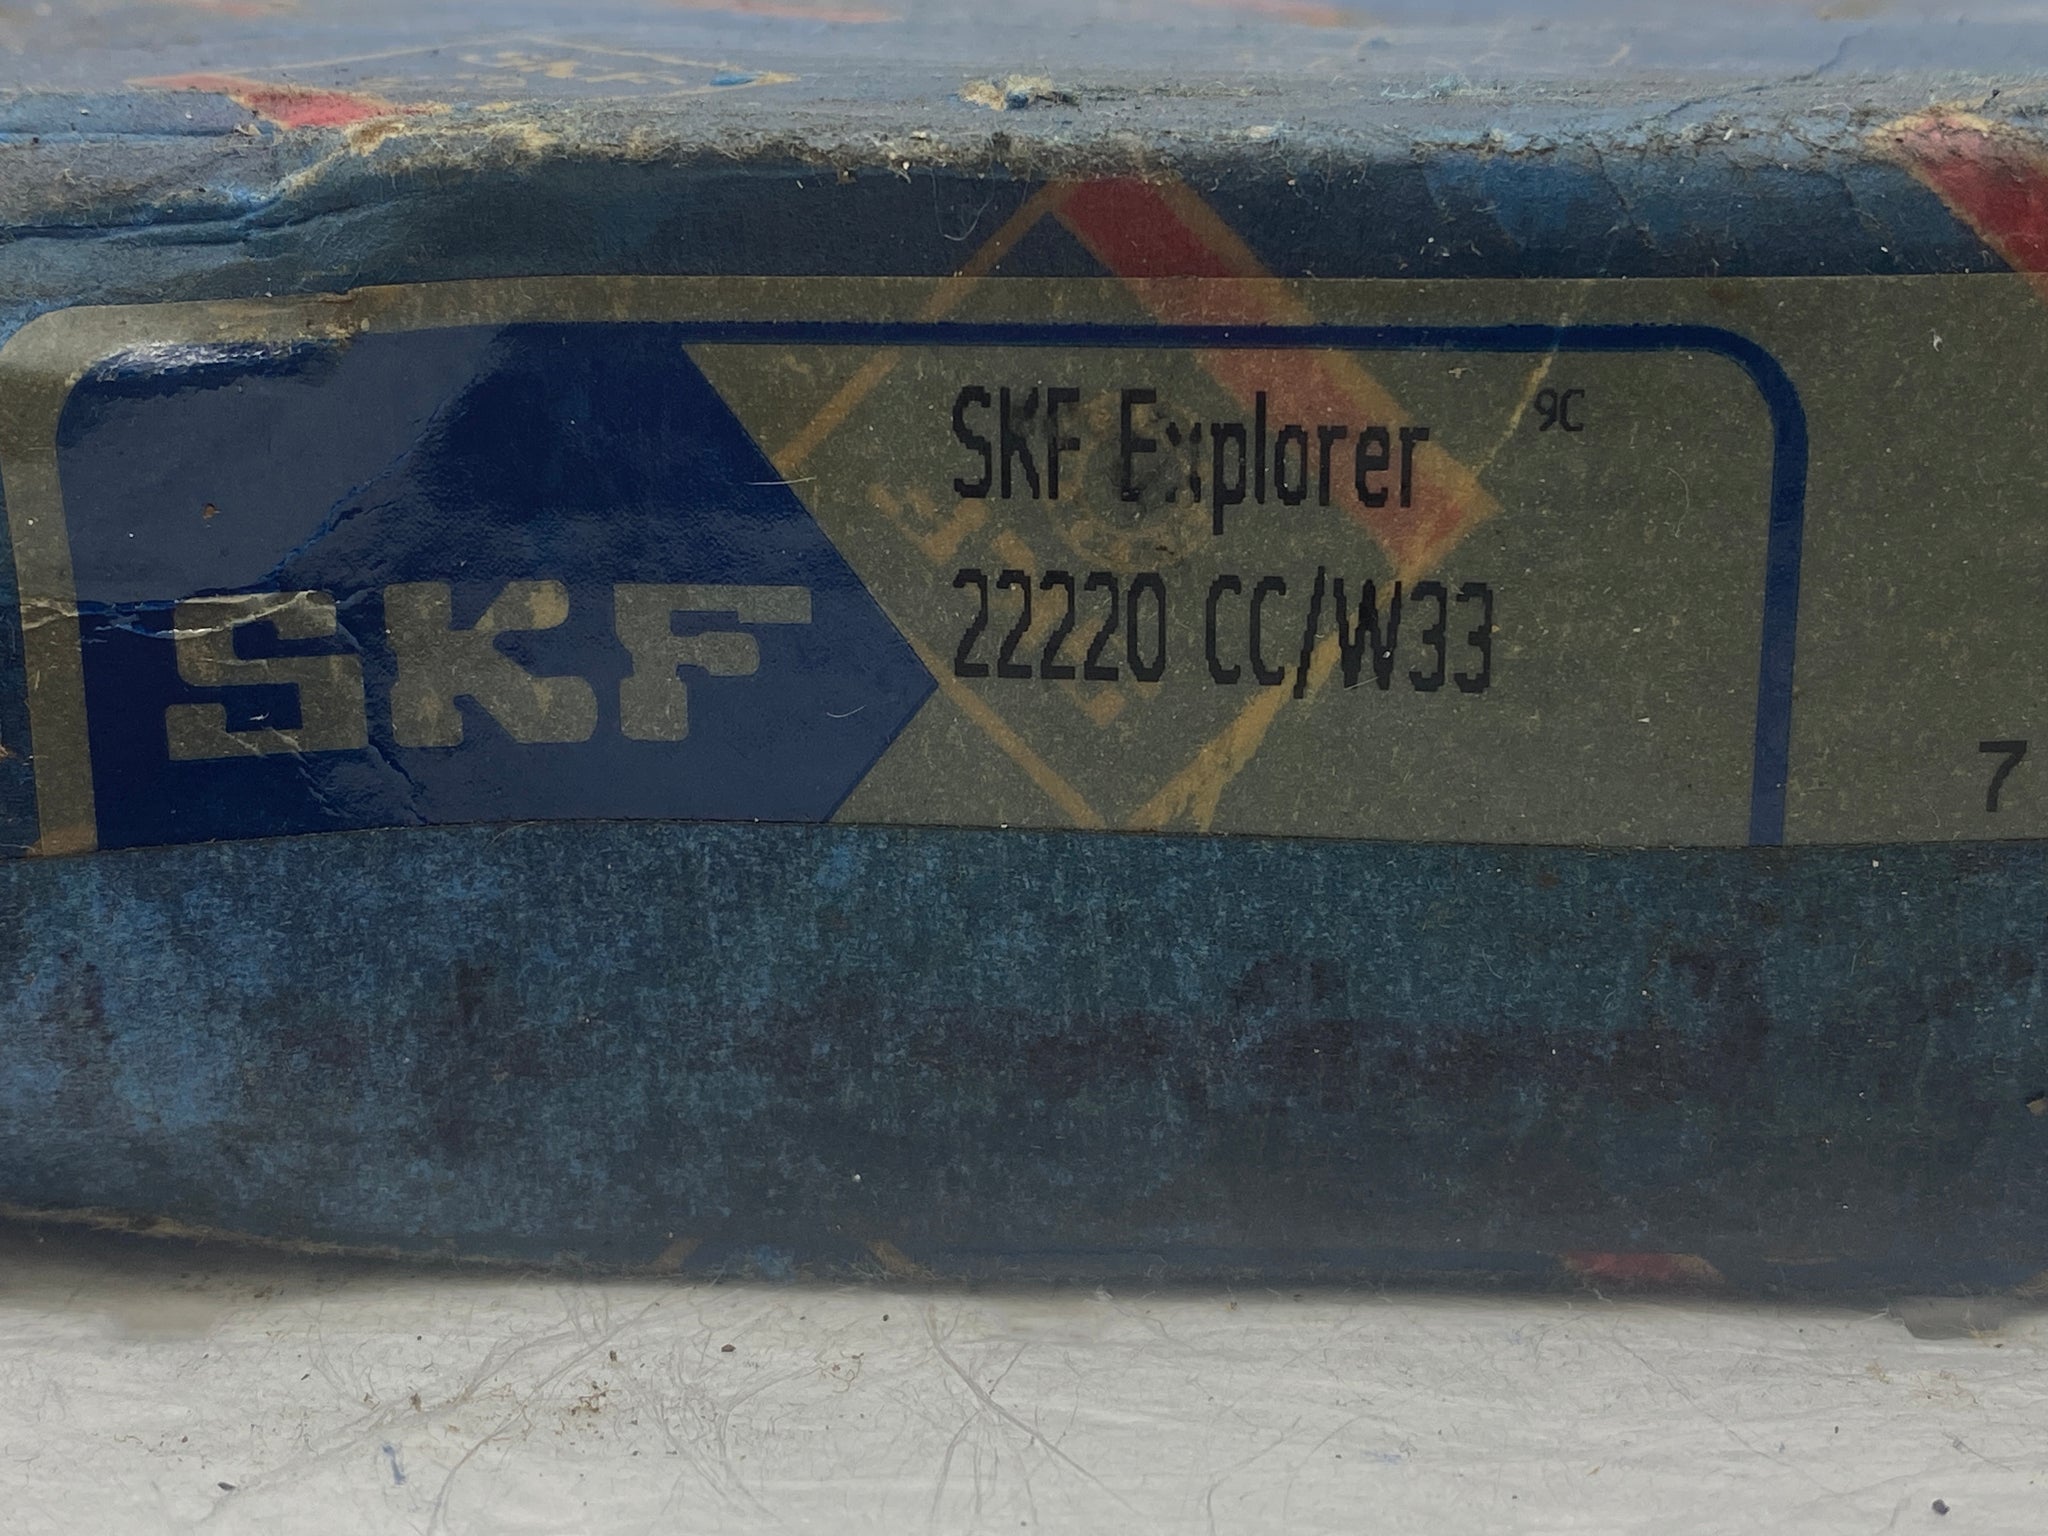 SKF
SKF Explorer
9C
22220 CC/W33
7